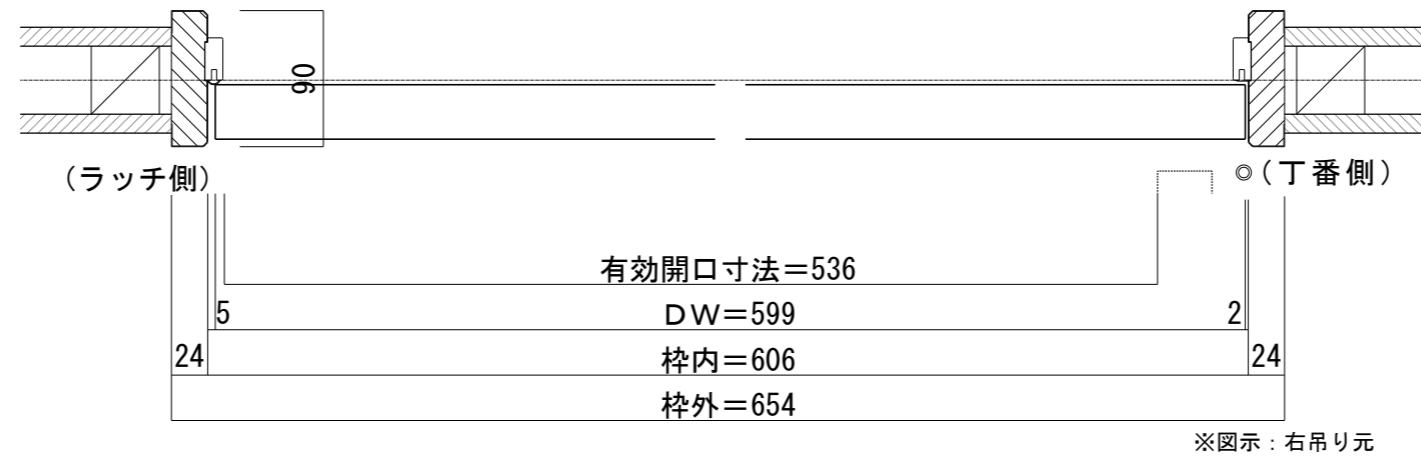 90
(ラッチ側)
◎(丁番側)
有効開口寸法=536
5
DW=599
2
24
枠内=606
24
枠外=654
※図示:右吊り元